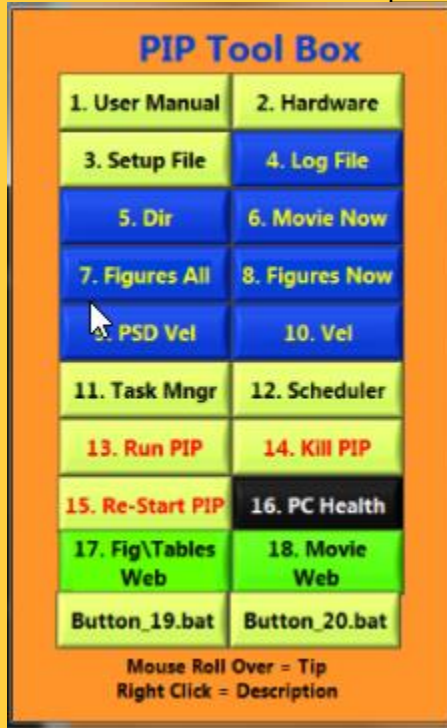 PIP Tool Box
1. User Manual
2. Hardware
3. Setup File
4. Log File
5. Dir
6. Movie Now
7. Figures All
8. Figures Now
9. PSD Vel
10. Vel
11. Task Mngr
12. Scheduler
13. Run PIP
14. Kill PIP
15. Re-Start PIP
16. PC Health
17. Fig\Tables
Web
18. Movie
Web
Button_19.bat
Button_20.bat
Mouse Roll Over = Tip
Right Click = Description